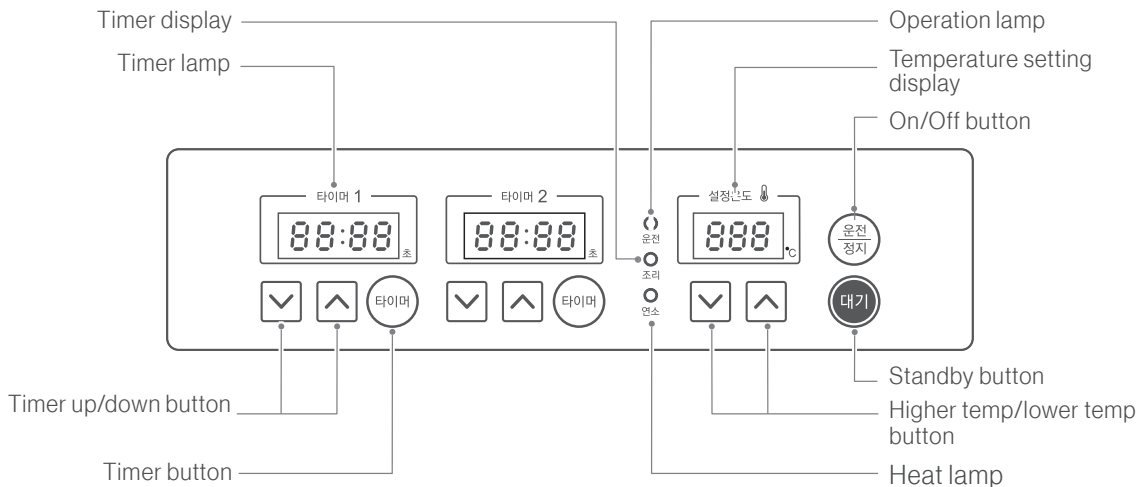 Timer display
Operation lamp
Timer lamp
Temperature setting
display
On/Off button
타이머 1
타이머 2
설정온도
88:88
초
88:88
초
888
°C
운전
조리
연소
운전
정지
타이머
타이머
대기
Timer up/down button
Standby button
Higher temp/lower temp
button
Timer button
Heat lamp